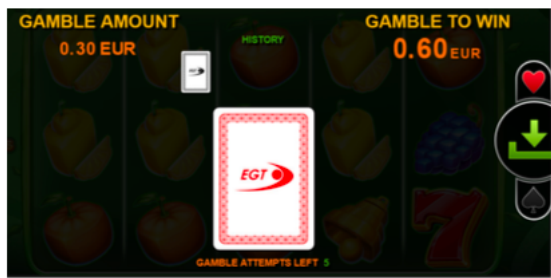 GAMBLE AMOUNT
0.30 EUR
HISTORY
GAMBLE TO WIN
0.60 EUR
EGT
GAMBLE ATTEMPTS LEFT 5